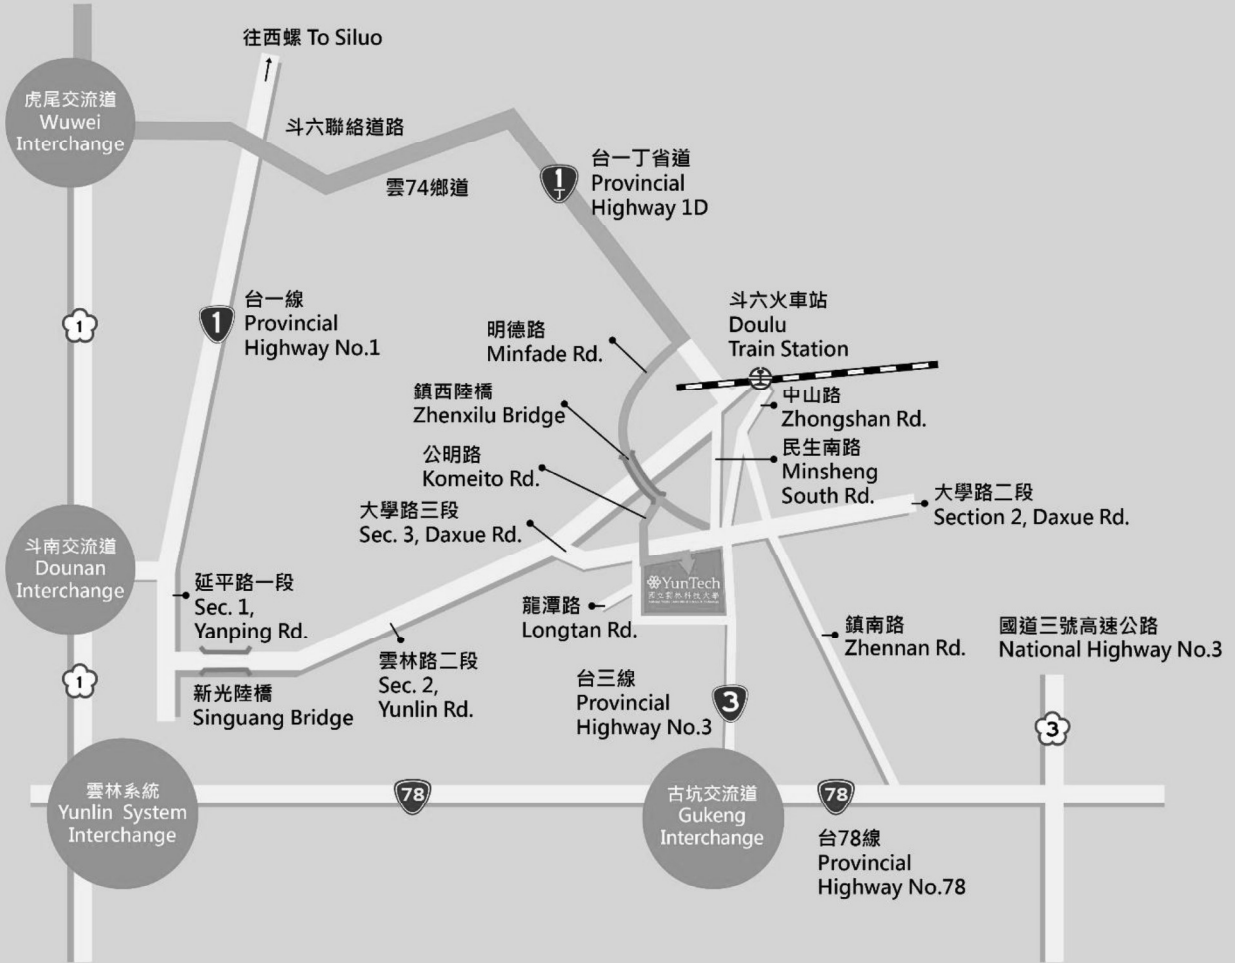 往西螺 To Siluo
虎尾交流道
Wuwei
Interchange
斗六聯絡道路
雲74鄉道
1
丁
台一丁省道
Provincial
Highway 1D
1
1
台一線
Provincial
Highway No.1
明德路
Minfade Rd.
斗六火車站
Doulu
Train Station
鎮西陸橋
Zhenxilu Bridge
中山路
Zhongshan Rd.
公明路
Komeito Rd.
民生南路
Minsheng
South Rd.
大學路三段
Sec. 3, Daxue Rd.
大學路二段
Section 2, Daxue Rd.
斗南交流道
Dounan
Interchange
延平路一段
Sec. 1,
Yanping Rd.
YunTech
國立雲林科技大學
龍潭路
Longtan Rd.
鎮南路
Zhennan Rd.
國道三號高速公路
National Highway No.3
1
新光陸橋
Singuang Bridge
雲林路二段
Sec. 2,
Yunlin Rd.
台三線
Provincial
Highway No.3
3
3
雲林系統
Yunlin System
Interchange
78
古坑交流道
Gukeng
Interchange
78
台78線
Provincial
Highway No.78